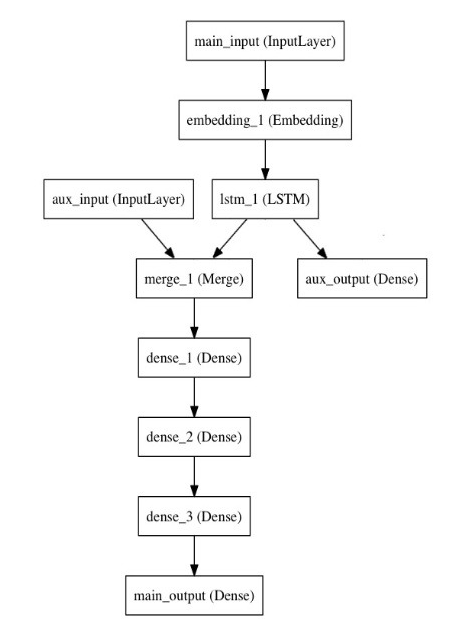 main_input (InputLayer)
embedding_1 (Embedding)
aux_input (InputLayer)
lstm_1 (LSTM)
merge_1 (Merge)
aux_output (Dense)
dense_1 (Dense)
dense_2 (Dense)
dense_3 (Dense)
main_output (Dense)